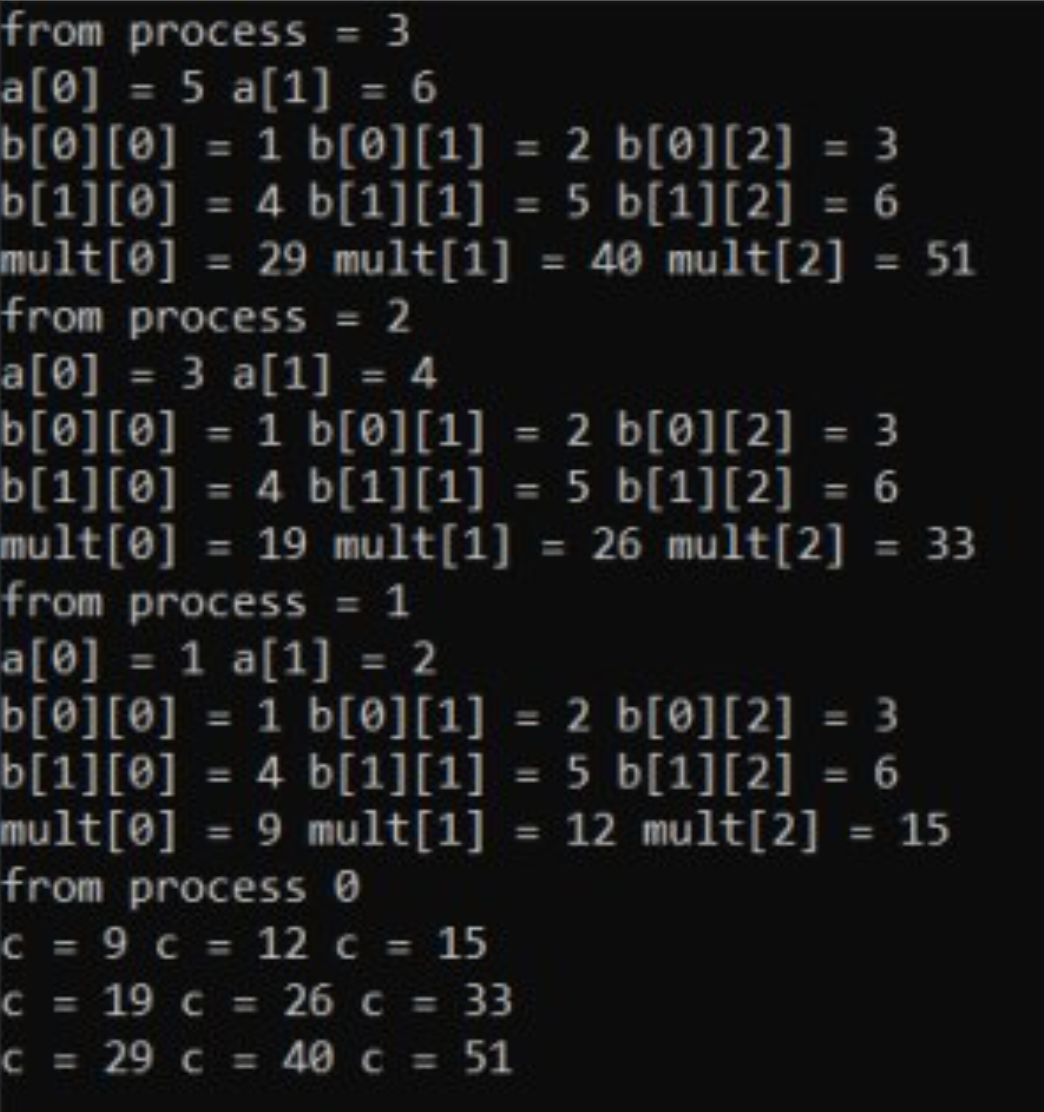 from process = 3
a[0] = 5 a[1] = 6
b[0][0] = 1 b[0][1] = 2 b[0][2] = 3
b[1][0] = 4 b[1][1] = 5 b[1][2] = 6
mult[0] = 29 mult[1] = 40 mult[2] = 51
from process = 2
a[0] = 3 a[1] = 4
b[0][0] = 1 b[0][1] = 2 b[0][2] = 3
b[1][0] = 4 b[1][1] = 5 b[1][2] = 6
mult[0] = 19 mult[1] = 26 mult[2] = 33
from process = 1
a[0] = 1 a[1] = 2
b[0][0] = 1 b[0][1] = 2 b[0][2] = 3
b[1][0] = 4 b[1][1] = 5 b[1][2] = 6
mult[0] = 9 mult[1] = 12 mult[2] = 15
from process 0
c = 9 c = 12 c = 15
c = 19 c = 26 c = 33
c = 29 c = 40 c = 51